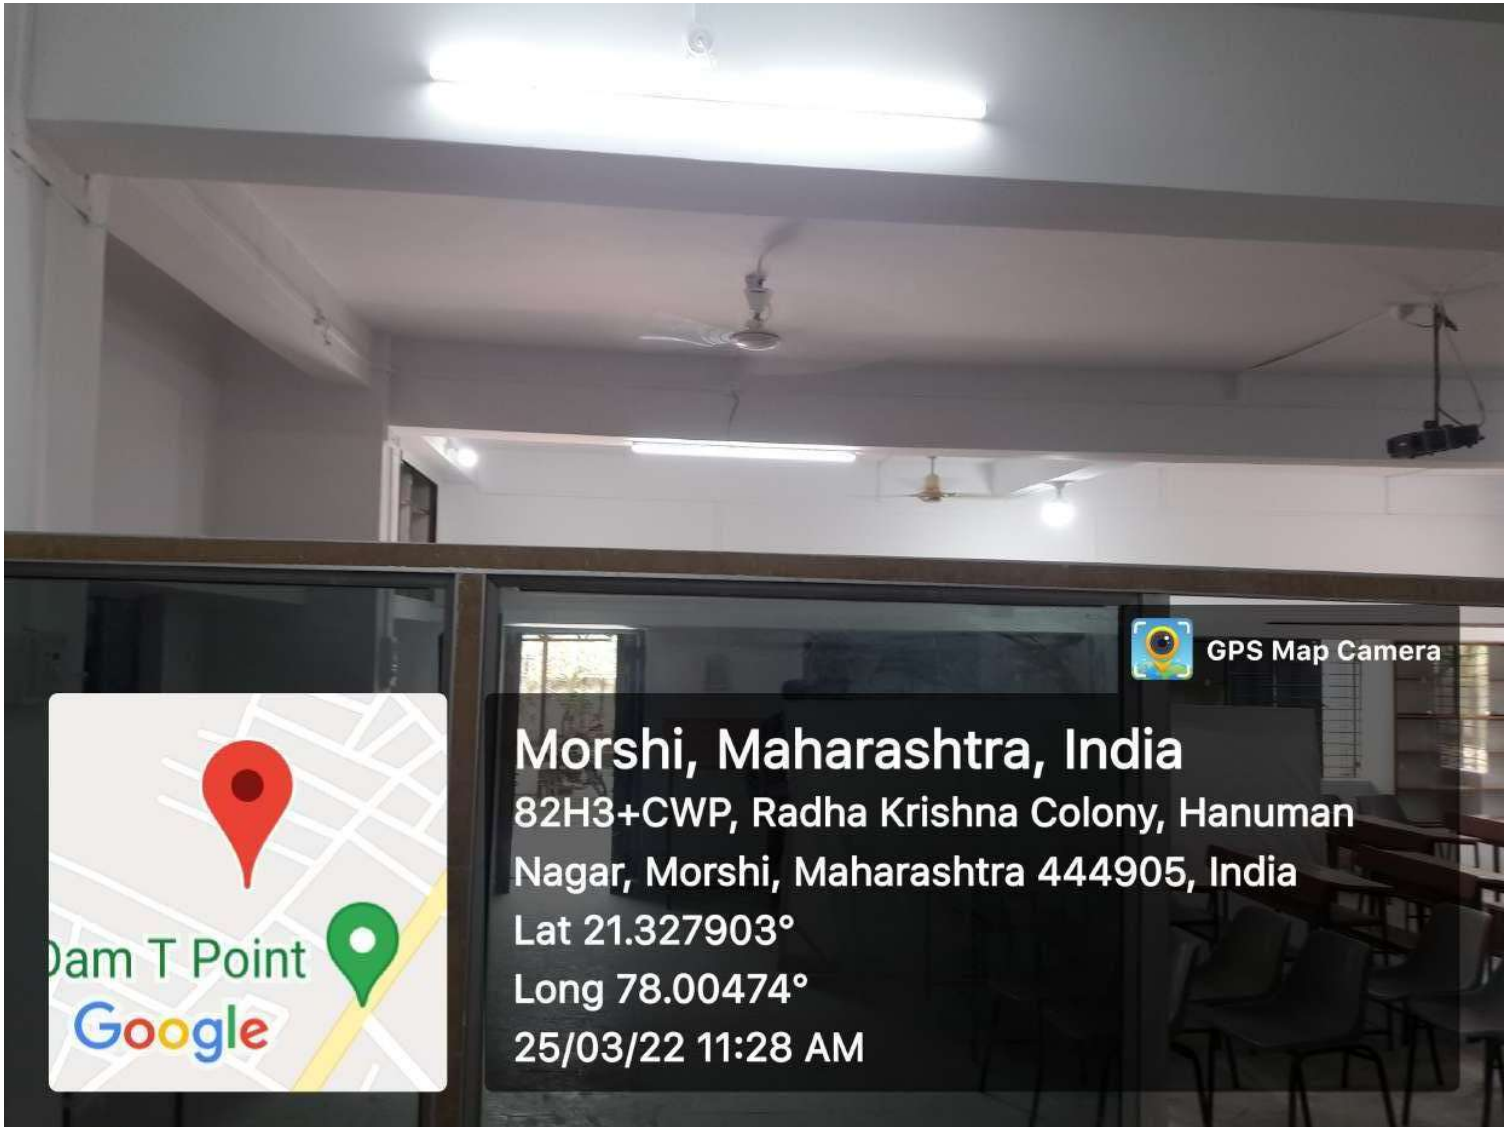 GPS Map Camera
Morshi, Maharashtra, India
82H3+CWP, Radha Krishna Colony, Hanuman
Nagar, Morshi, Maharashtra 444905, India
Lat 21.327903°
Long 78.00474°
25/03/22 11:28 AM
Dam T Point
Google